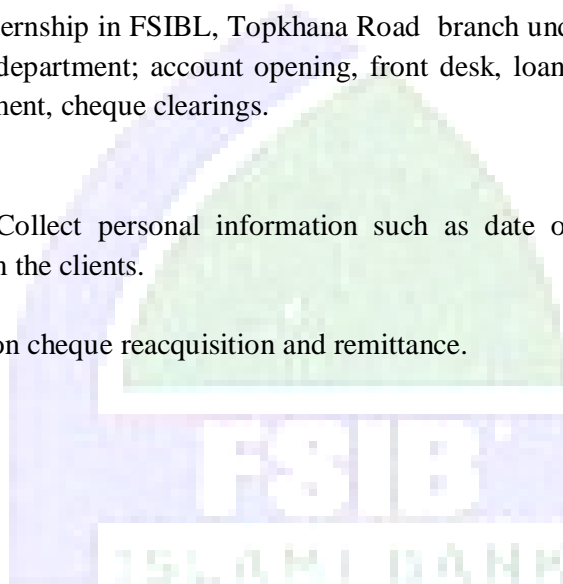 ernship in FSIBL, Topkhana Road branch und
department; account opening, front desk, loan
ment, cheque clearings.
Collect personal information such as date o
n the clients.
on cheque reacquisition and remittance.
FSIB
ISLAMI BANK